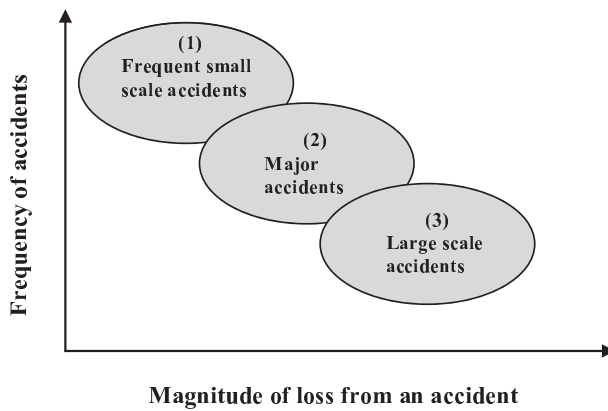 (1)
Frequent small
scale accidents
(2)
Major
accidents
(3)
Large scale
accidents
Frequency of accidents
Magnitude of loss from an accident